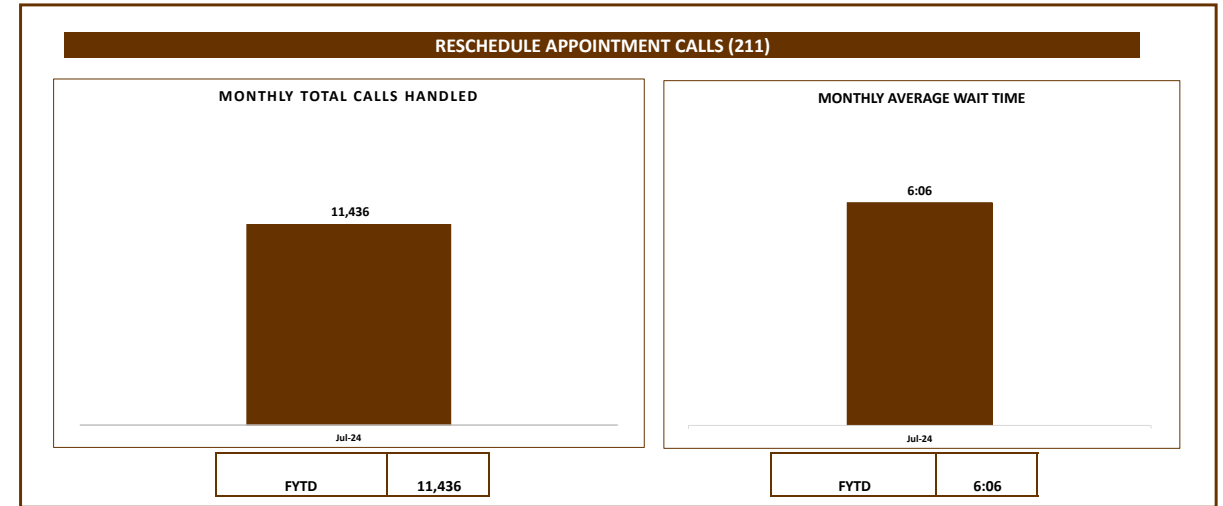 RESCHEDULE APPOINTMENT CALLS (211)
MONTHLY TOTAL CALLS HANDLED
11,436
Jul-24
FYTD 11,436
MONTHLY AVERAGE WAIT TIME
6:06
Jul-24
FYTD 6:06